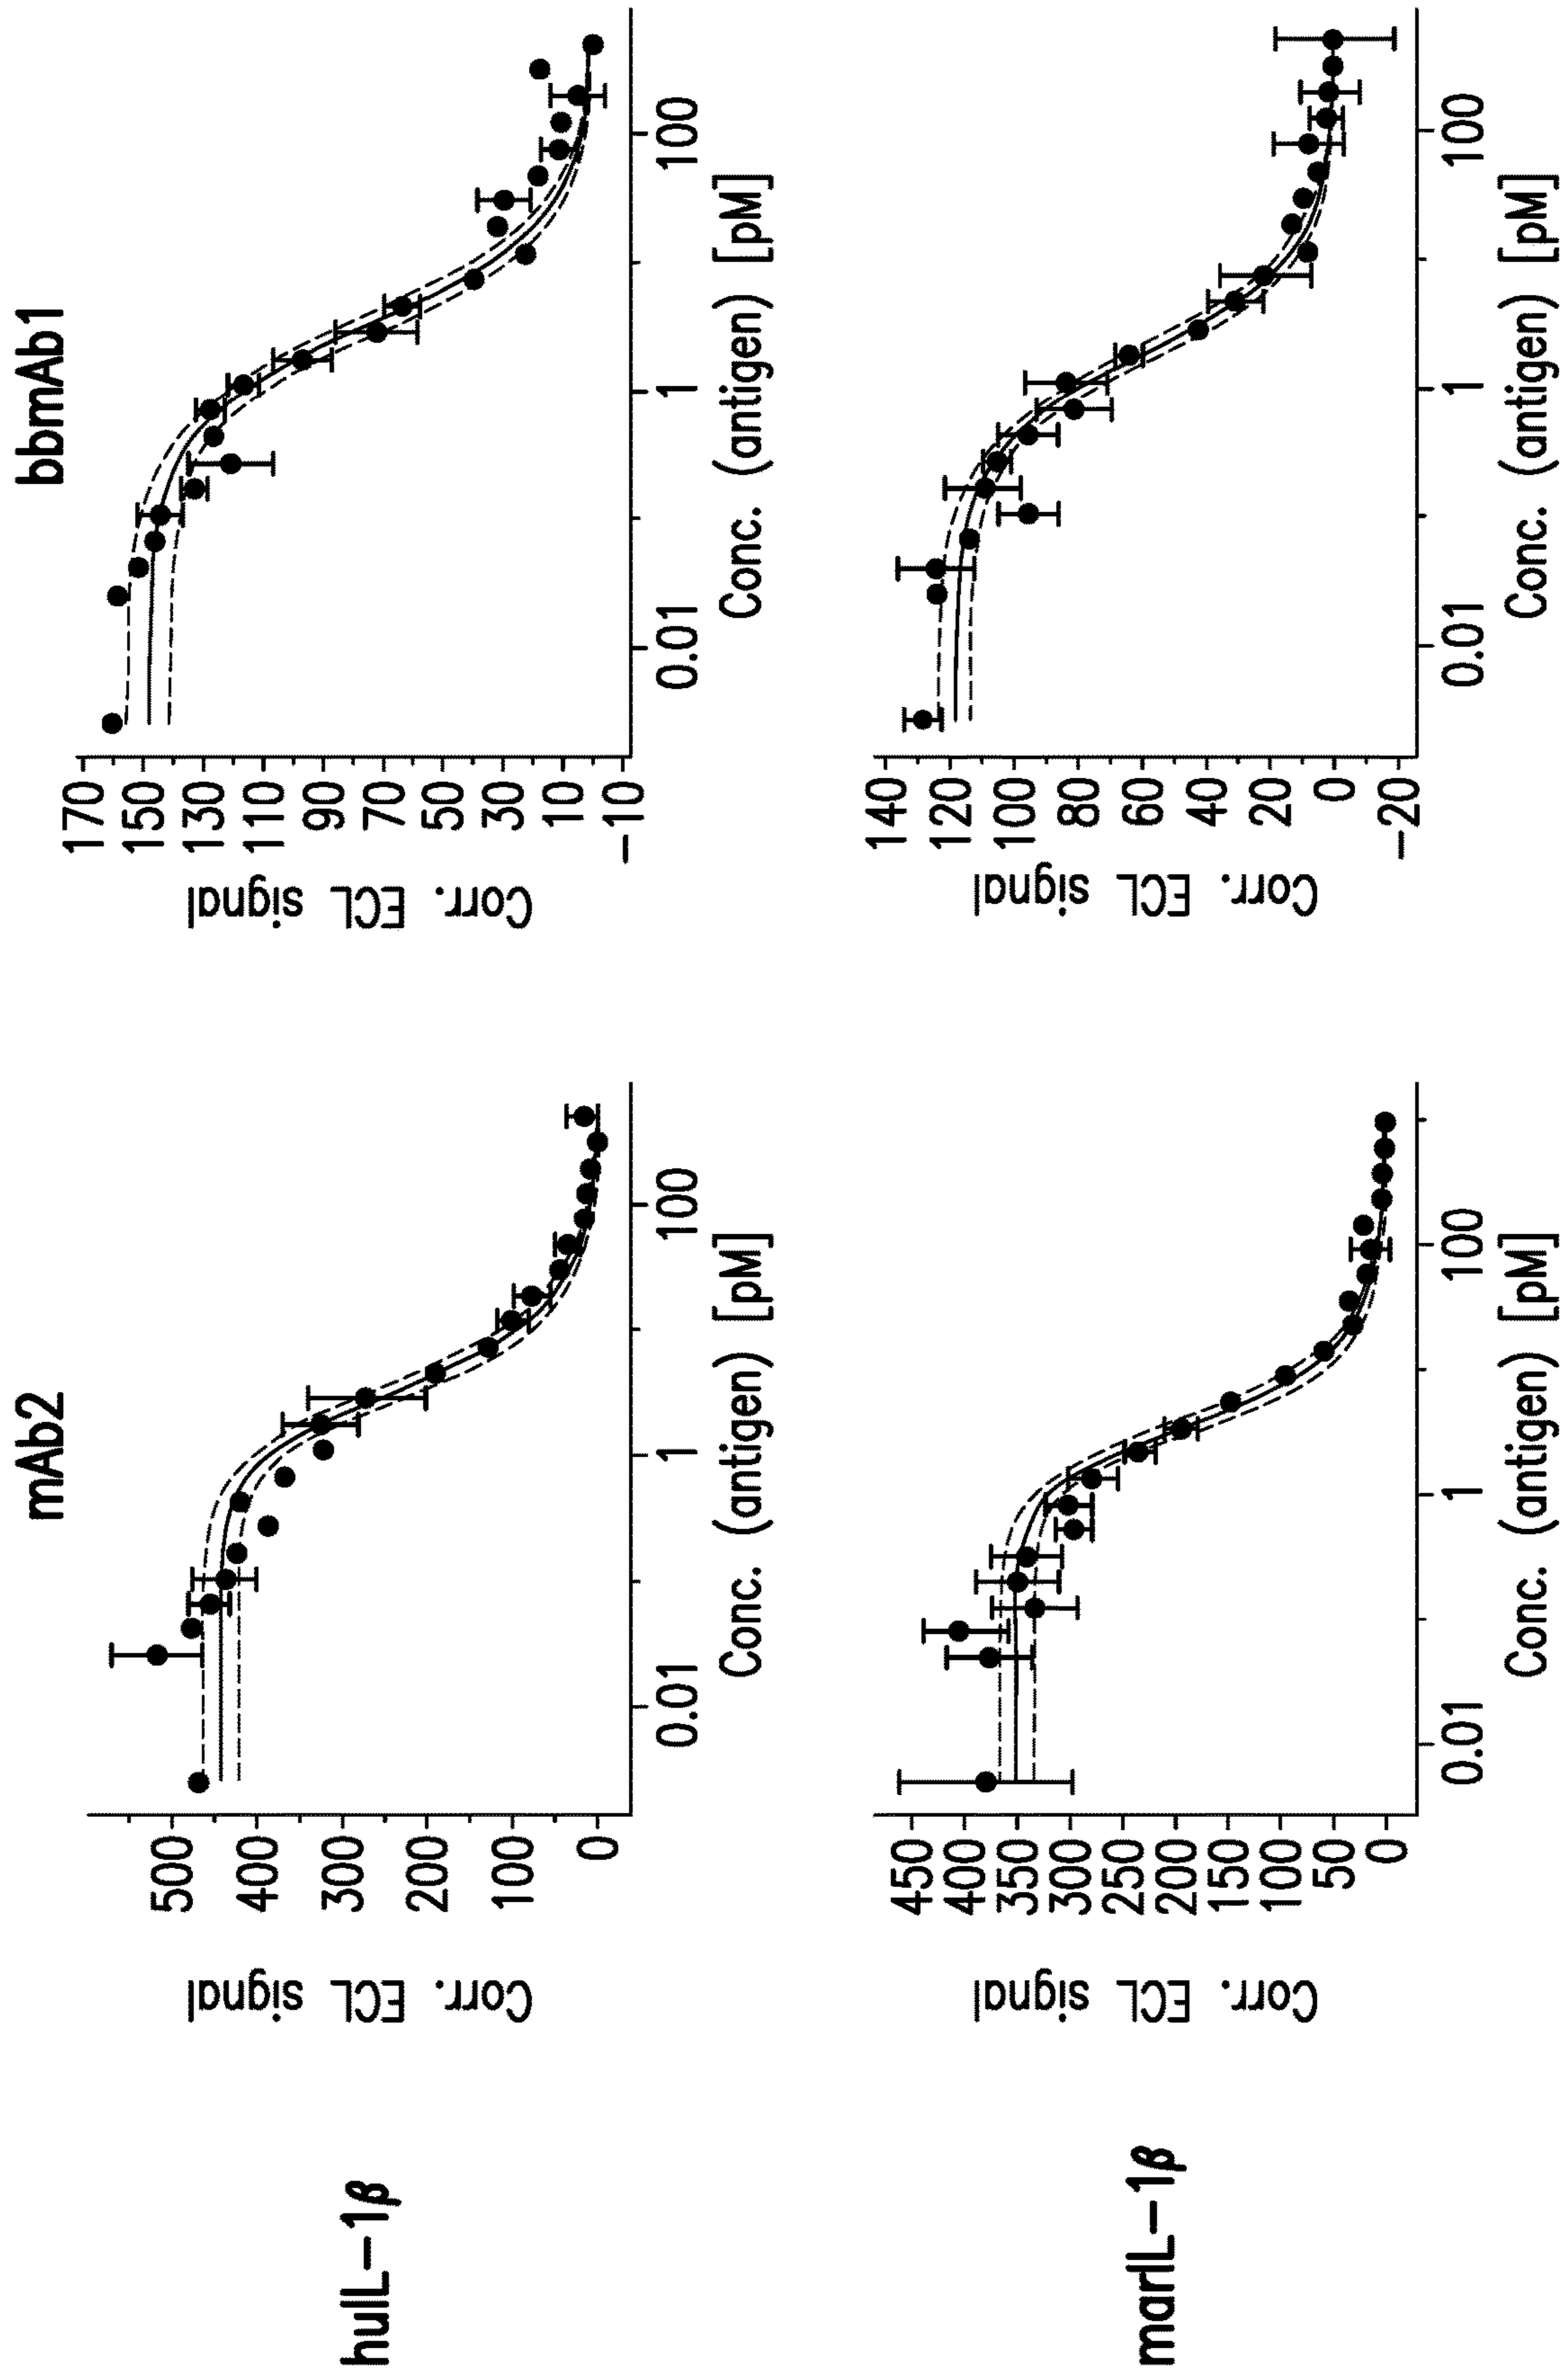 mAb2
bbmAb1
huIL-1β
Corr. ECL
signal
500
400
300
200
100
0
0.01
1
100
Conc. (antigen) [pM]
Corr. ECL
signal
170
150
130
110
90
70
50
30
10
-10
0.01
1
100
Conc. (antigen) [pM]
marIL-1β
Corr. ECL
signal
450
400
350
300
250
200
150
100
50
0
0.01
1
100
Conc. (antigen) [pM]
Corr. ECL
signal
140
120
100
80
60
40
20
0
-20
0.01
1
100
Conc. (antigen) [pM]